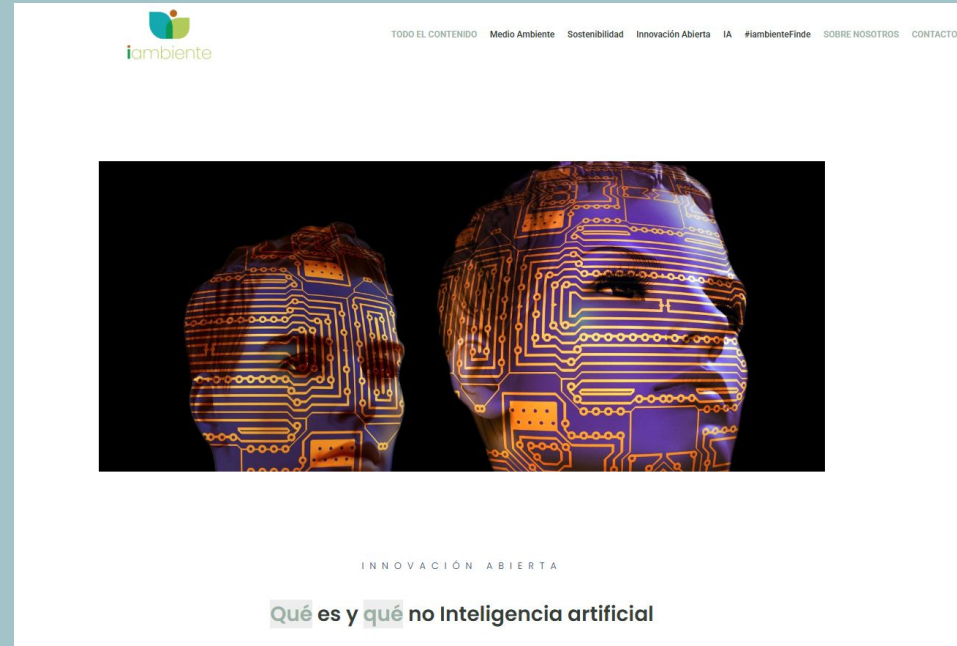 iambiente
TODO EL CONTENIDO Medio Ambiente Sostenibilidad Innovación Abierta IA #iambienteFinde SOBRE NOSOTROS CONTACTO
INNOVACIÓN ABIERTA
Qué es y qué no Inteligencia artificial